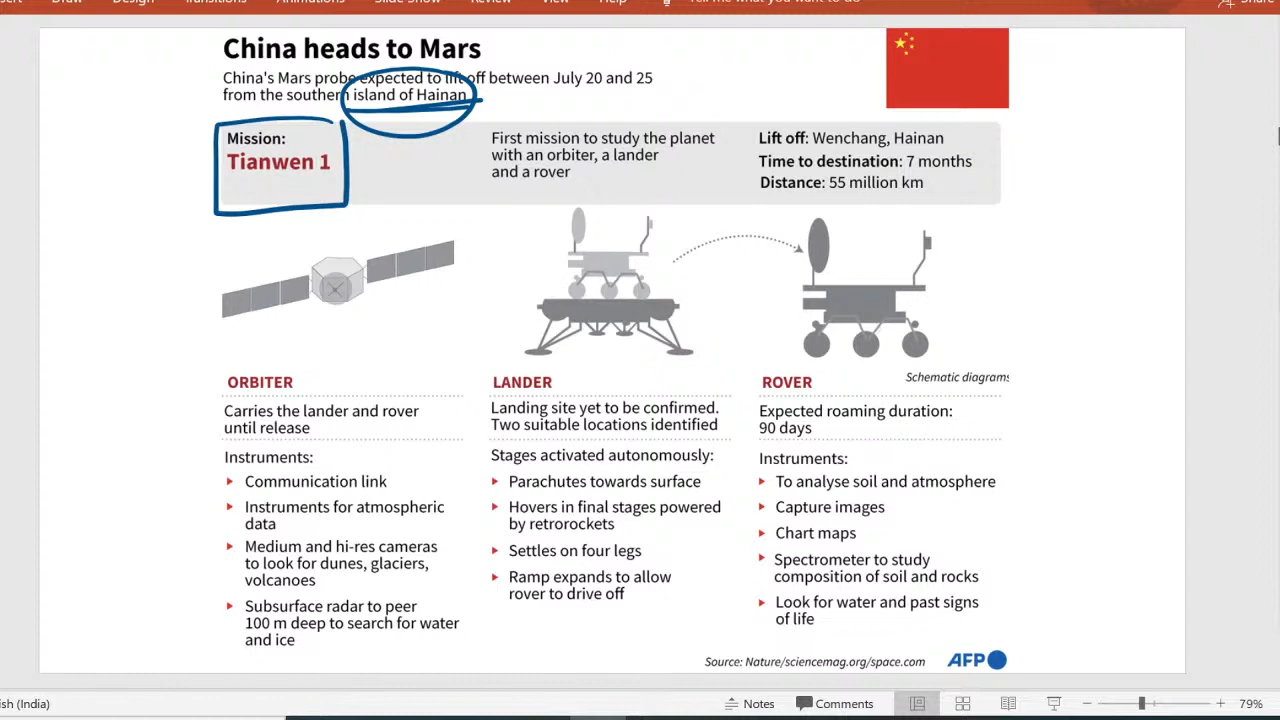 China heads to Mars
China's Mars probe expected to lift off between July 20 and 25
from the southern island of Hainan
Mission:
Tianwen 1
First mission to study the planet
with an orbiter, a lander
and a rover
Lift off: Wenchang, Hainan
Time to destination: 7 months
Distance: 55 million km
Schematic diagrams
ORBITER
Carries the lander and rover
until release
Instruments:
Communication link
Instruments for atmospheric
data
Medium and hi-res cameras
to look for dunes, glaciers,
volcanoes
Subsurface radar to peer
100 m deep to search for water
and ice
LANDER
Landing site yet to be confirmed.
Two suitable locations identified
Stages activated autonomously:
Parachutes towards surface
Hovers in final stages powered
by retrorockets
Settles on four legs
Ramp expands to allow
rover to drive off
ROVER
Expected roaming duration:
90 days
Instruments:
To analyse soil and atmosphere
Capture images
Chart maps
Spectrometer to study
composition of soil and rocks
Look for water and past signs
of life
Source: Nature/sciencemag.org/space.com
AFP
Notes
Comments
79%